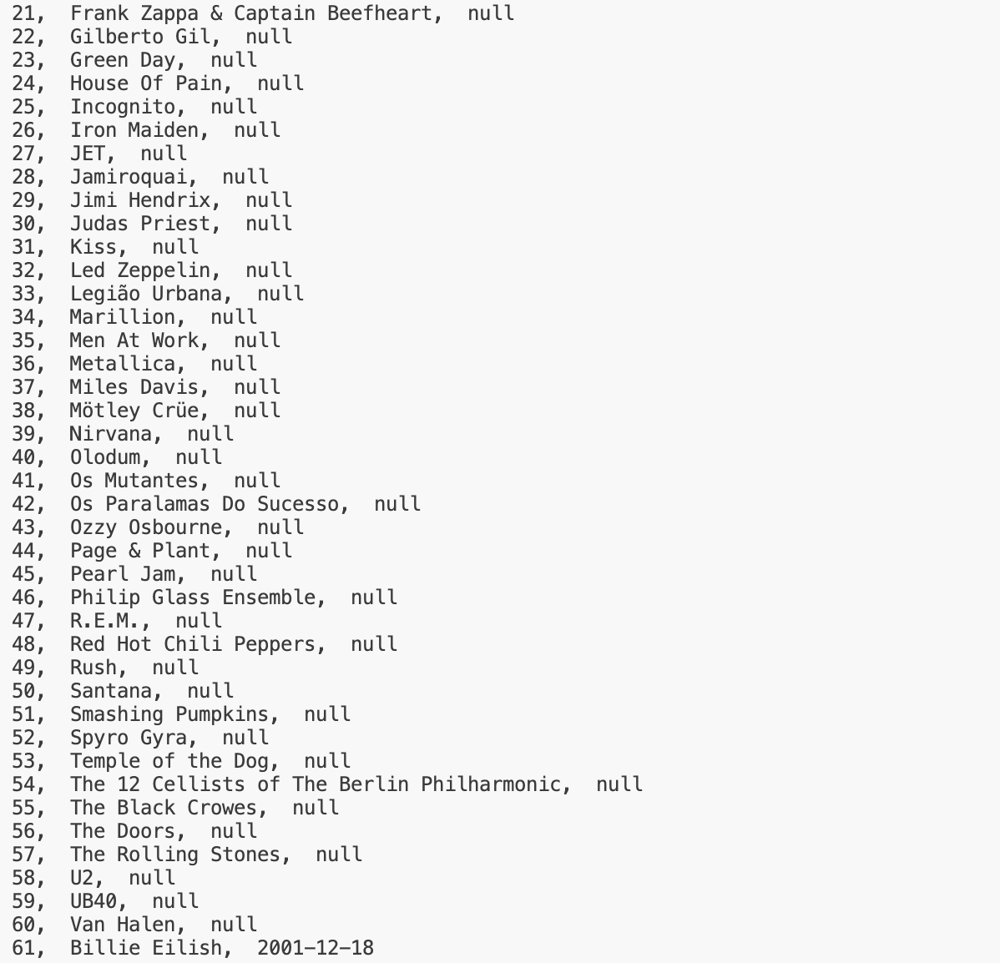 21,  Frank Zappa & Captain Beefheart,  null
22,  Gilberto Gil,  null
23,  Green Day,  null
24,  House Of Pain,  null
25,  Incognito,  null
26,  Iron Maiden,  null
27,  JET,  null
28,  Jamiroquai,  null
29,  Jimi Hendrix,  null
30,  Judas Priest,  null
31,  Kiss,  null
32,  Led Zeppelin,  null
33,  Legião Urbana,  null
34,  Marillion,  null
35,  Men At Work,  null
36,  Metallica,  null
37,  Miles Davis,  null
38,  Mötley Crüe,  null
39,  Nirvana,  null
40,  Olodum,  null
41,  Os Mutantes,  null
42,  Os Paralamas Do Sucesso,  null
43,  Ozzy Osbourne,  null
44,  Page & Plant,  null
45,  Pearl Jam,  null
46,  Philip Glass Ensemble,  null
47,  R.E.M.,  null
48,  Red Hot Chili Peppers,  null
49,  Rush,  null
50,  Santana,  null
51,  Smashing Pumpkins,  null
52,  Spyro Gyra,  null
53,  Temple of the Dog,  null
54,  The 12 Cellists of The Berlin Philharmonic,  null
55,  The Black Crowes,  null
56,  The Doors,  null
57,  The Rolling Stones,  null
58,  U2,  null
59,  UB40,  null
60,  Van Halen,  null
61,  Billie Eilish,  2001-12-18